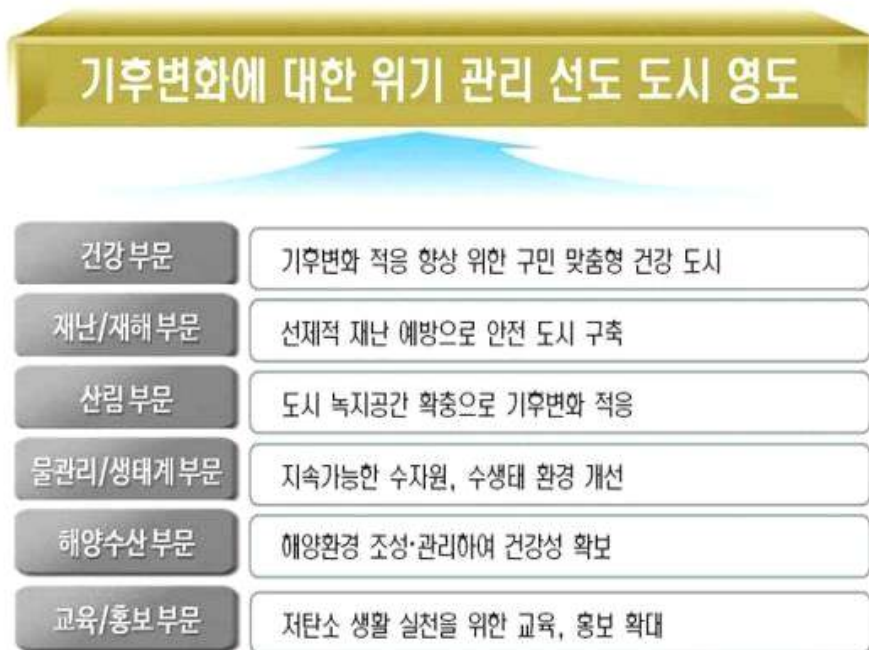 기후변화에 대한 위기 관리 선도 도시 영도
건강 부문
기후변화 적응 향상 위한 구민 맞춤형 건강 도시
재난/재해 부문
선제적 재난 예방으로 안전 도시 구축
산림 부문
도시 녹지공간 확충으로 기후변화 적응
물관리/생태계 부문
지속가능한 수자원, 수생태 환경 개선
해양수산 부문
해양환경 조성·관리하여 건강성 확보
교육/홍보 부문
저탄소 생활 실천을 위한 교육, 홍보 확대